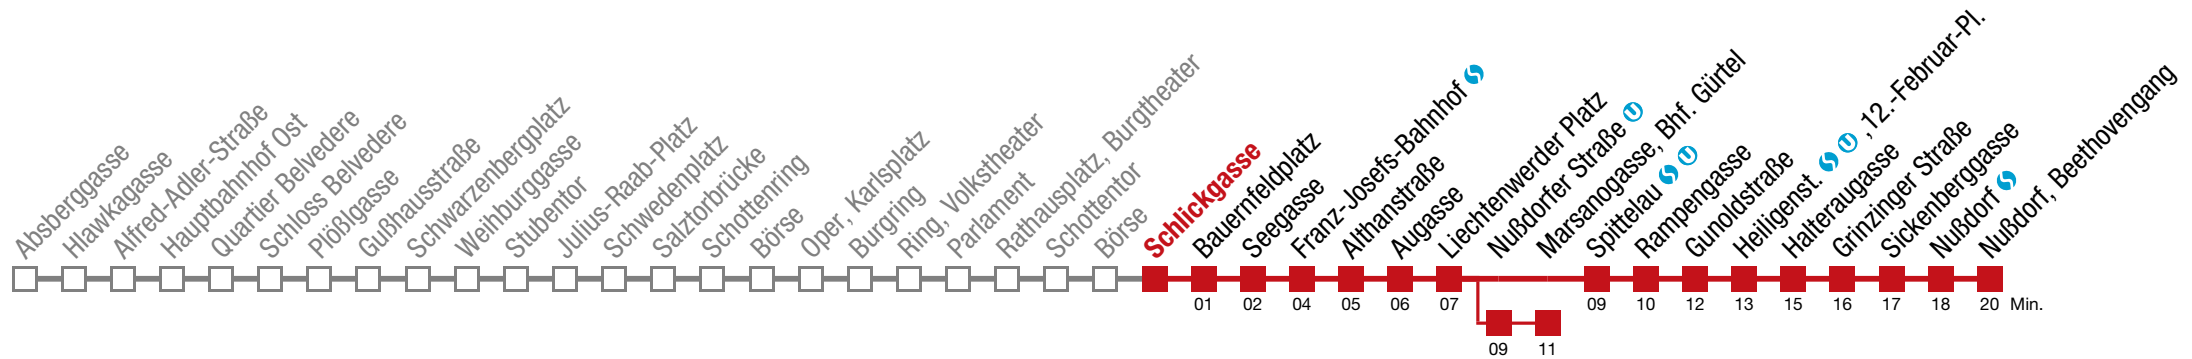 Absberggasse
Hlawkagasse
Alfred-Adler-Straße
Hauptbahnhof Ost
Quartier Belvedere
Schloss Belvedere
Plößlgasse
Gußhausstraße
Schwarzenbergplatz
Weihburggasse
Stubentor
Julius-Raab-Platz
Schwedenplatz
Salztorbrücke
Schottenring
Börse
Oper, Karlsplatz
Burgring
Ring, Volkstheater
Parlament
Rathausplatz, Burgtheater
Schottentor
Börse
Schlickgasse
Bauernfeldplatz
Seegasse
Franz-Josefs-Bahnhof S
Althanstraße
Augasse
Liechtenwerder Platz
Nußdorfer Straße U
Marsanogasse, Bhf. Gürtel
Spittelau S U
Rampengasse
Gunoldstraße
Heiligenst. S U ,12.-Februar-Pl.
Halteraugasse
Grinzinger Straße
Sickenberggasse
Nußdorf S
Nußdorf, Beethovengang
01 02 04 05 06 07 09 10 12 13 15 16 17 18 20 Min.
09 11